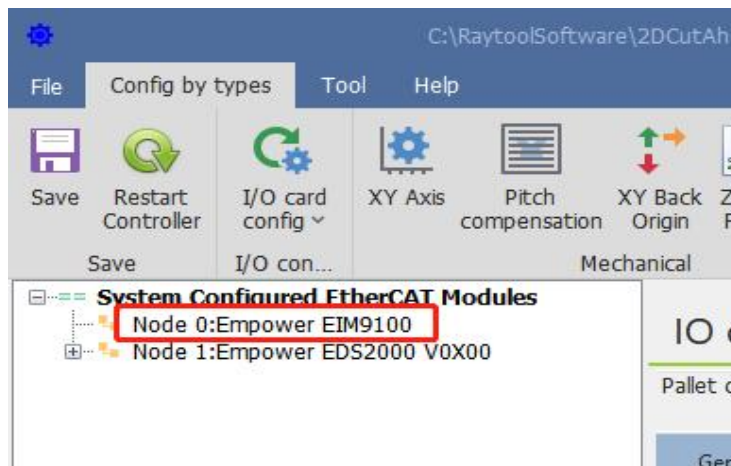 C:\RaytoolSoftware\2DCutAh
File Config by types Tool Help
Save Restart Controller I/O card config XY Axis Pitch compensation XY Back Origin
Save I/O con... Mechanical
System Configured EtherCAT Modules
Node 0:Empower EIM9100
Node 1:Empower EDS2000 V0X00
IO
Pallet